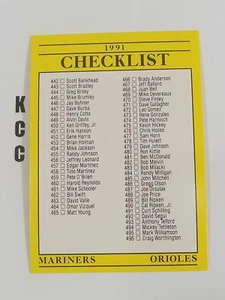 1991
CHECKLIST
442 Scott Bankhead
443 Scott Bradley
444 Greg Briley
445 Mike Brumley
446 Jay Buhner
447 Dave Burba
448 Henry Cotto
449 Alvin Davis
450 Ken Griffey, Jr.
451 Erik Hanson
452 Gene Harris
453 Brian Holman
454 Mike Jackson
455 Randy Johnson
456 Jeffrey Leonard
457 Edgar Martinez
458 Tino Martinez
459 Pete O'Brien
460 Harold Reynolds
461 Mike Schooler
462 Bill Swift
463 David Valle
464 Omar Vizquel
465 Matt Young
466 Brady Anderson
467 Jeff Ballard
468 Juan Bell
469 Mike Devereaux
470 Steve Finley
471 Dave Gallagher
472 Leo Gomez
473 Rene Gonzales
474 Pete Harnisch
475 Kevin Hickey
476 Chris Hoiles
477 Sam Horn
478 Tim Hulett
479 Dave Johnson
480 Ron Kittle
481 Ben McDonald
482 Bob Melvin
483 Bob Milacki
484 Randy Milligan
485 John Mitchell
486 Gregg Olson
487 Joe Orsulak
488 Joe Price
489 Bill Ripken
490 Cal Ripken, Jr.
491 Curt Schilling
492 David Segui
493 Anthony Telford
494 Mickey Tettleton
495 Mark Williamson
496 Craig Worthington
MARINERS
ORIOLES
K
C
C